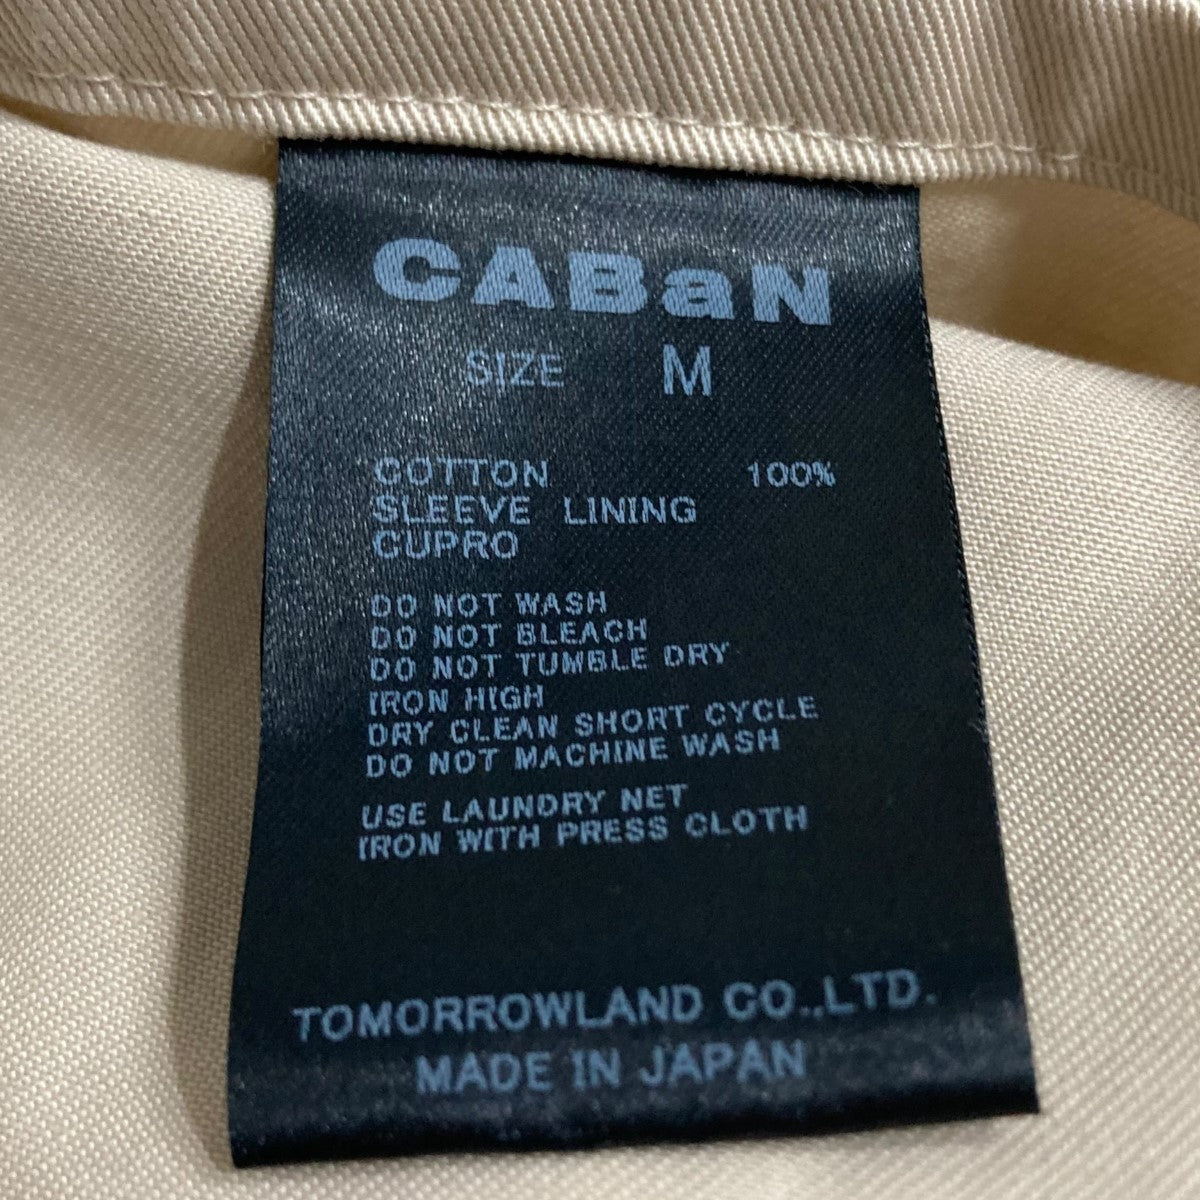 CABaN
SIZE M
COTTON 100%
SLEEVE LINING
CUPRO
DO NOT WASH
DO NOT BLEACH
DO NOT TUMBLE DRY
IRON HIGH
DRY CLEAN SHORT CYCLE
DO NOT MACHINE WASH
USE LAUNDRY NET
IRON WITH PRESS CLOTH
TOMORROWLAND CO.,LTD.
MADE IN JAPAN